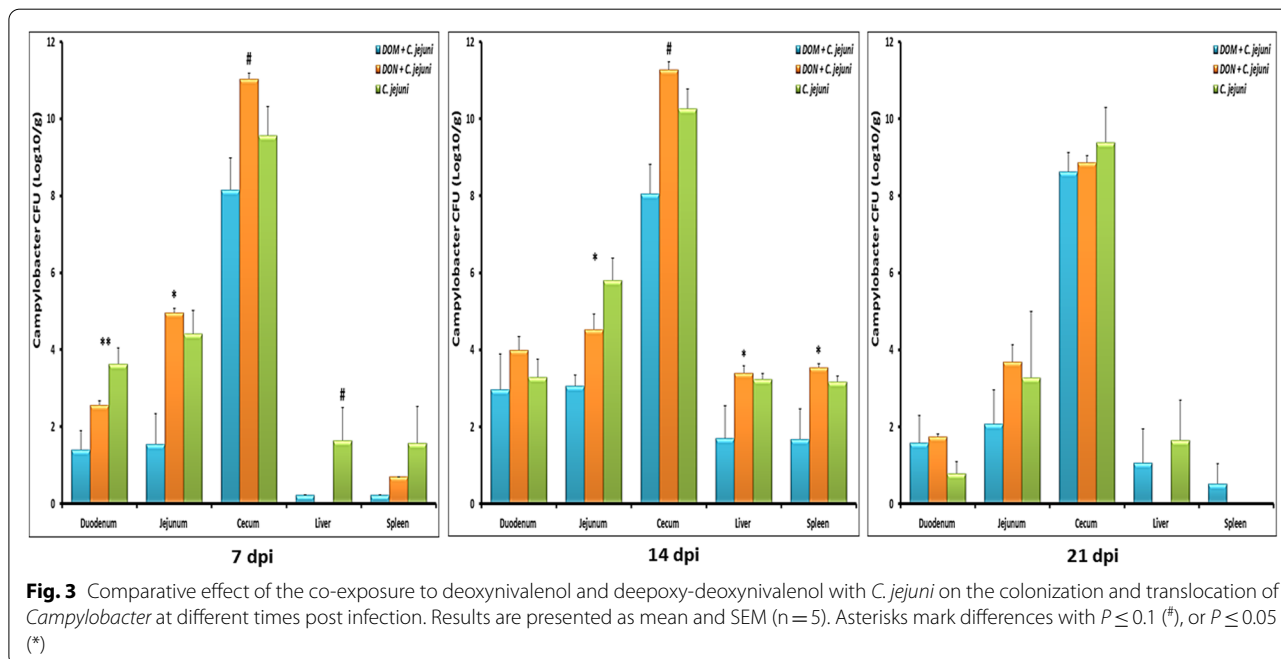 12
10
8
6
4
2
0
Campylobacter CFU (Log10/g)
DOM + C. jejuni
DON + C. jejuni
C. jejuni
**
*
#
#
Duodenum Jejunum Cecum Liver Spleen
7 dpi
12
10
8
6
4
2
0
Campylobacter CFU (Log10/g)
DOM + C. jejuni
DON + C. jejuni
C. jejuni
*
#
*
*
Duodenum Jejunum Cecum Liver Spleen
14 dpi
12
10
8
6
4
2
0
Campylobacter CFU (Log10/g)
DOM + C. jejuni
DON + C. jejuni
C. jejuni
Duodenum Jejunum Cecum Liver Spleen
21 dpi
Fig. 3 Comparative effect of the co-exposure to deoxynivalenol and deepoxy-deoxynivalenol with C. jejuni on the colonization and translocation of
Campylobacter at different times post infection. Results are presented as mean and SEM (n = 5). Asterisks mark differences with P ≤ 0.1 (#), or P ≤ 0.05
(*)